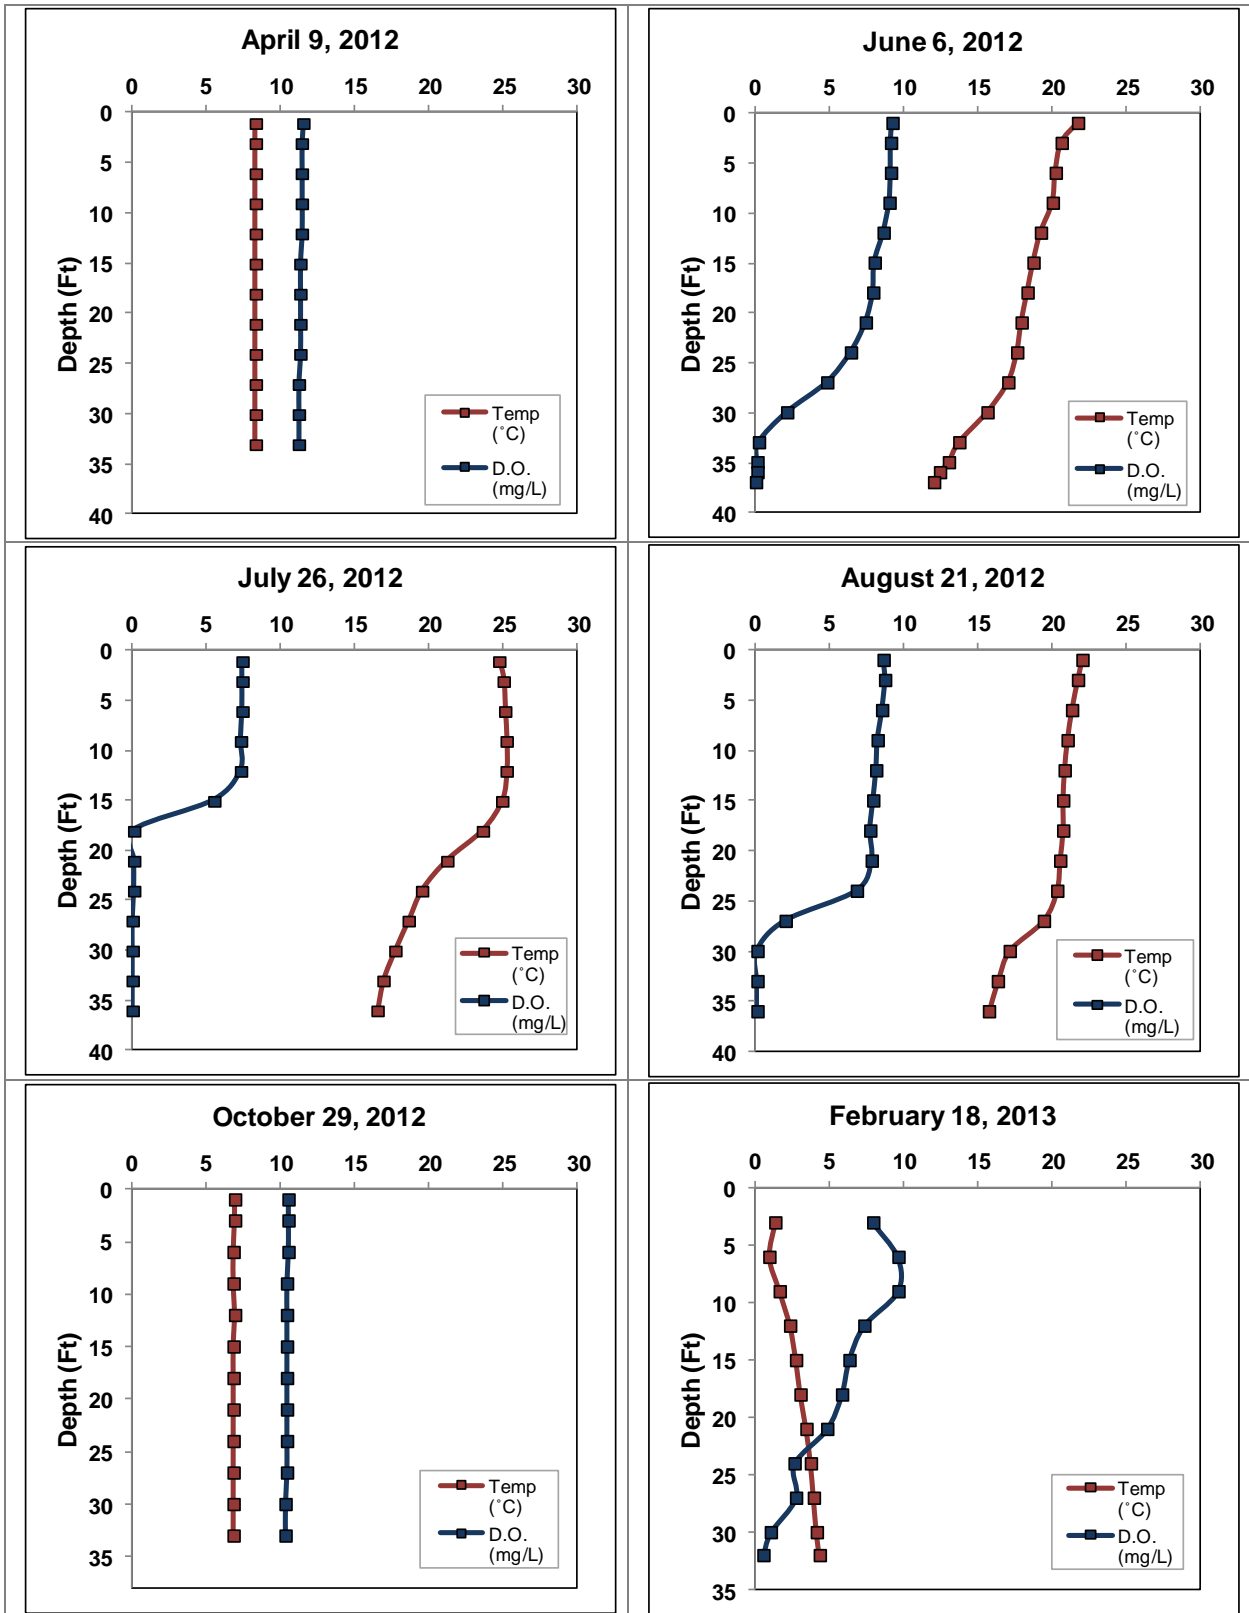 April 9, 2012
0 5 10 15 20 25 30
0
5
10
15
20
25
30
35
40
Depth (Ft)
Temp
(˚C)
D.O.
(mg/L)
June 6, 2012
0 5 10 15 20 25 30
0
5
10
15
20
25
30
35
40
Depth (Ft)
Temp
(˚C)
D.O.
(mg/L)
July 26, 2012
0 5 10 15 20 25 30
0
5
10
15
20
25
30
35
40
Depth (Ft)
Temp
(˚C)
D.O.
(mg/L)
August 21, 2012
0 5 10 15 20 25 30
0
5
10
15
20
25
30
35
40
Depth (Ft)
Temp
(˚C)
D.O.
(mg/L)
October 29, 2012
0 5 10 15 20 25 30
0
5
10
15
20
25
30
35
Depth (Ft)
Temp
(˚C)
D.O.
(mg/L)
February 18, 2013
0 5 10 15 20 25 30
0
5
10
15
20
25
30
35
Depth (Ft)
Temp
(˚C)
D.O.
(mg/L)